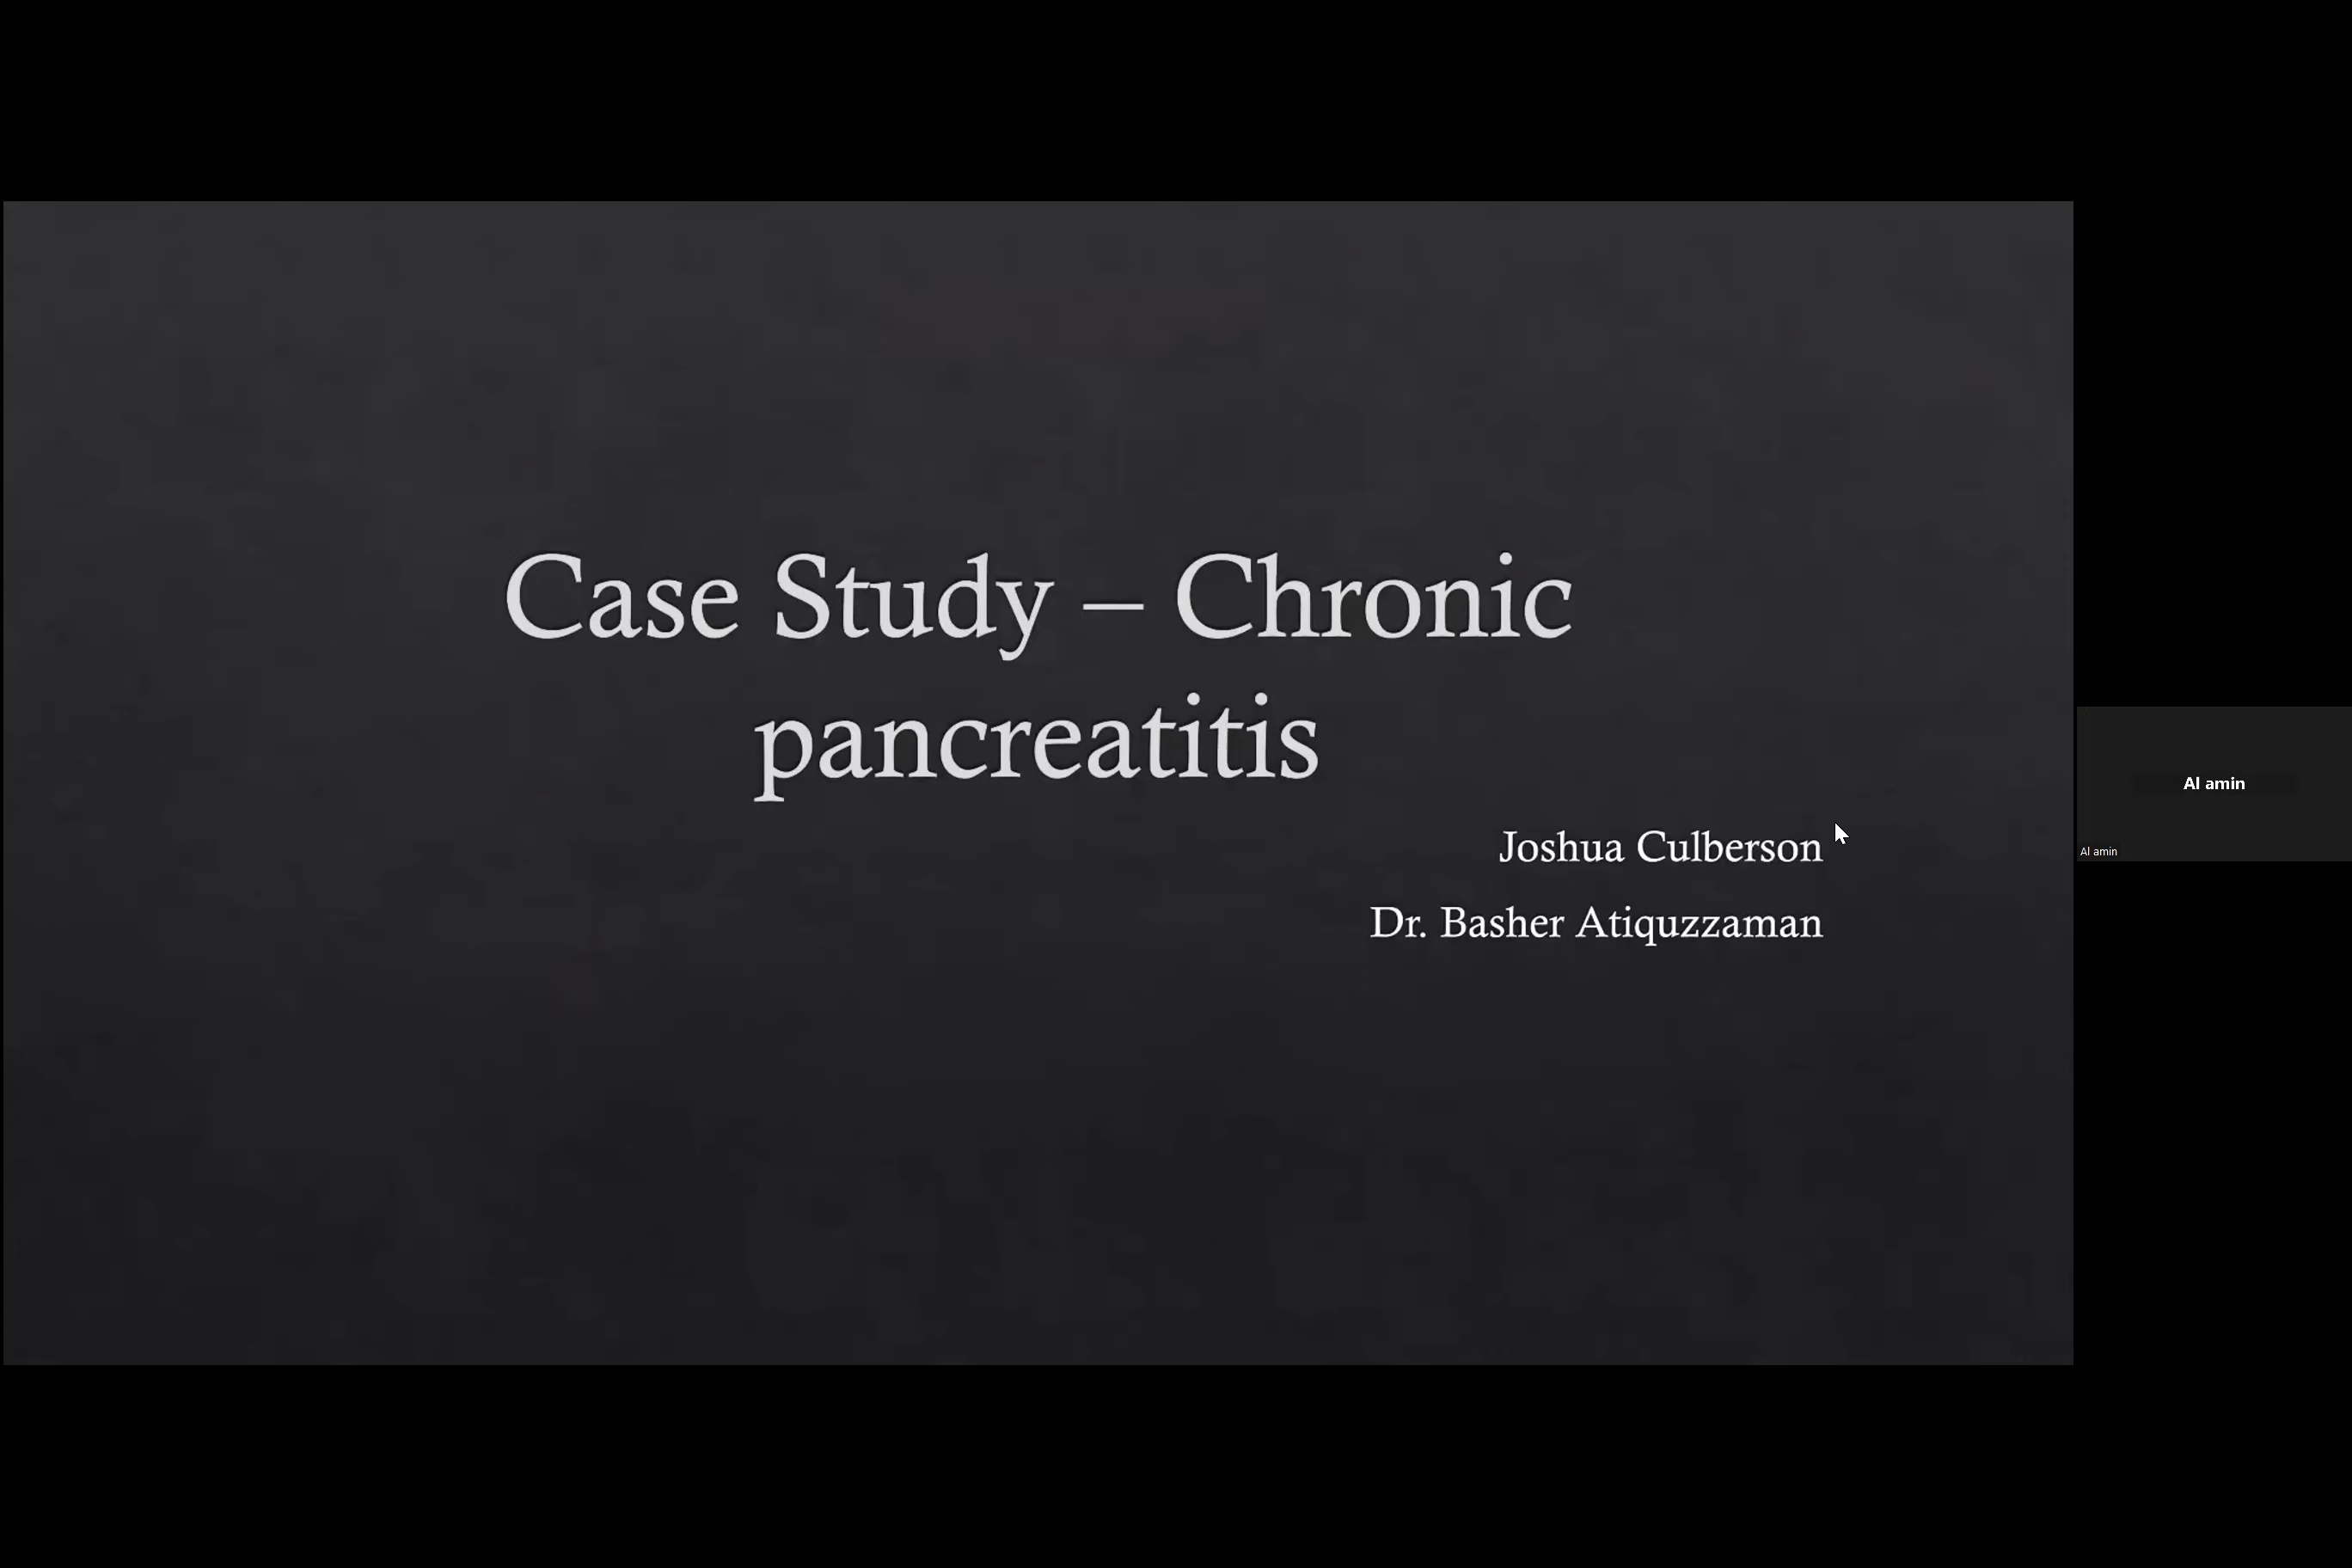 Case Study – Chronic
pancreatitis
Joshua Culberson
Dr. Basher Atiquzzaman
Al amin
Al amin